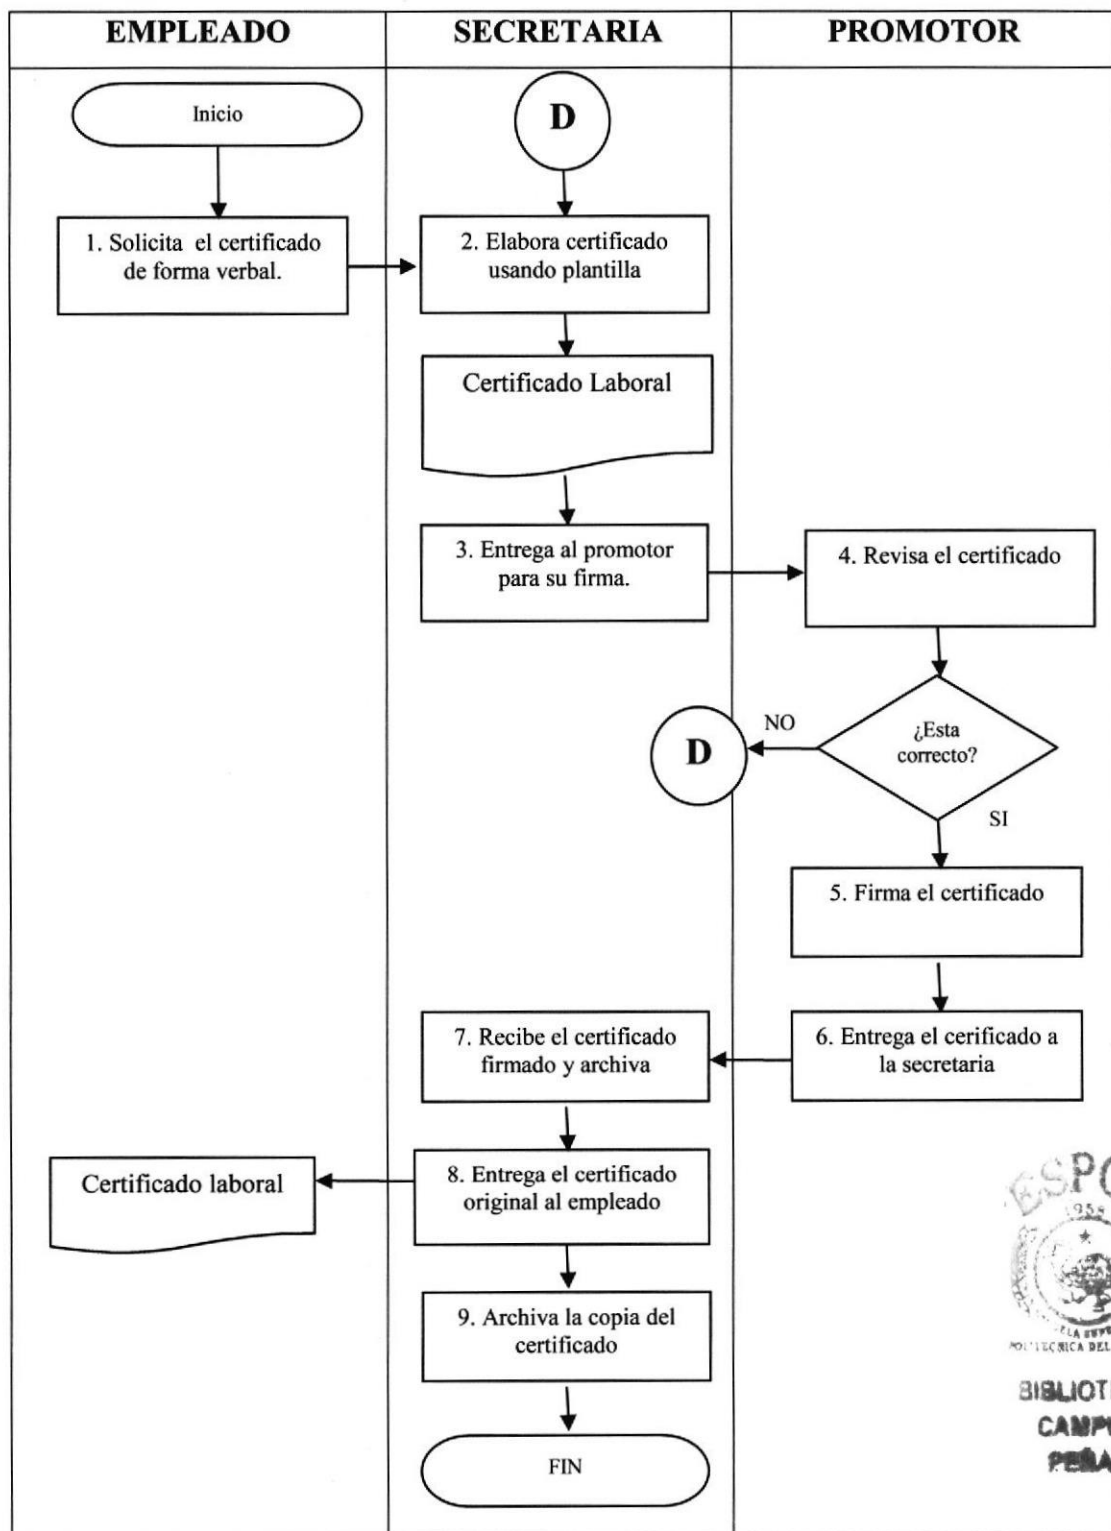 EMPLEADO
SECRETARIA
PROMOTOR
Inicio
D
1. Solicita el certificado
de forma verbal.
2. Elabora certificado
usando plantilla
Certificado Laboral
3. Entrega al promotor
para su firma.
4. Revisa el certificado
¿Esta
correcto?
NO
D
SI
5. Firma el certificado
6. Entrega el cerificado a
la secretaria
7. Recibe el certificado
firmado y archiva
8. Entrega el certificado
original al empleado
Certificado laboral
9. Archiva la copia del
certificado
FIN
1958